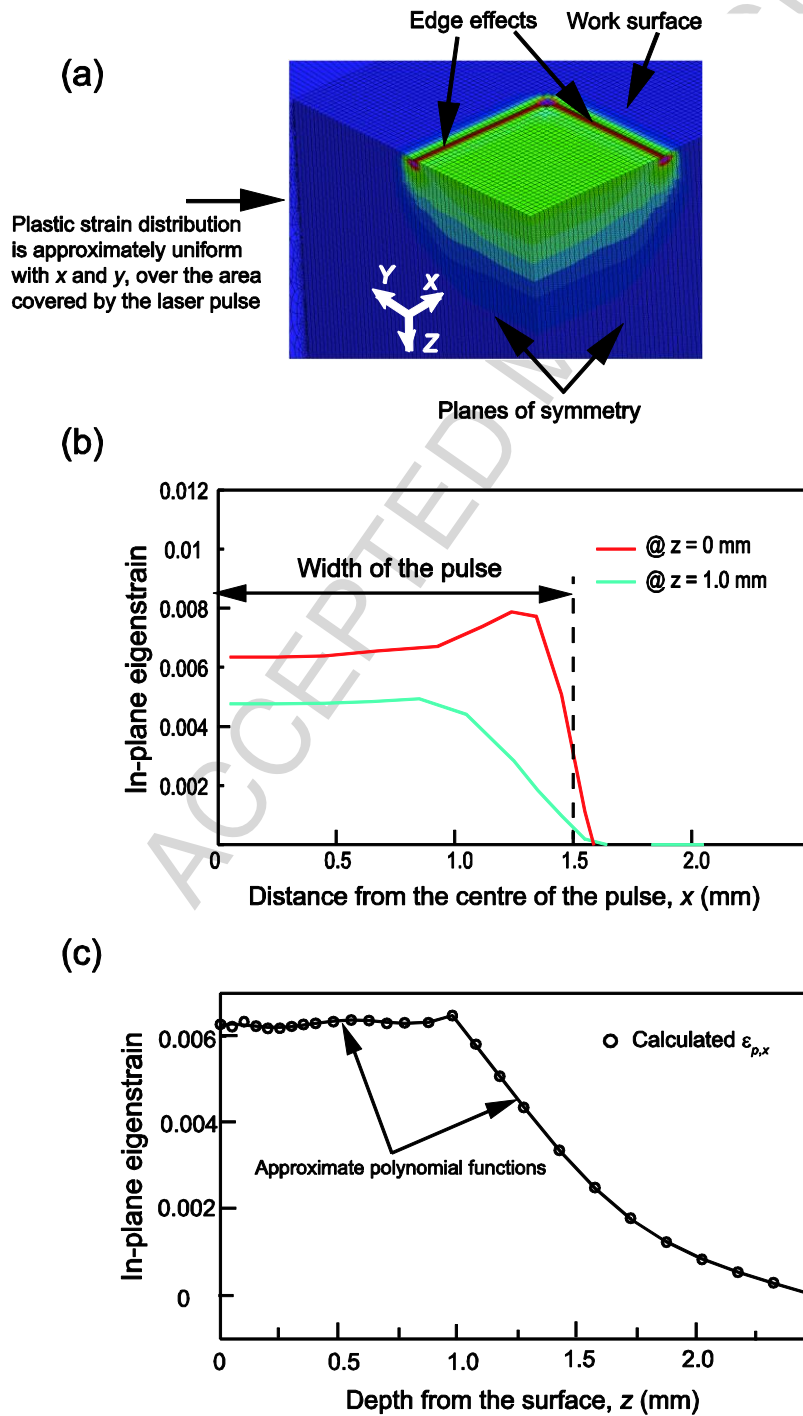 (a)
Edge effects
Work surface
Plastic strain distribution
is approximately uniform
with x and y, over the area
covered by the laser pulse
Y
X
Z
Planes of symmetry
(b)
In-plane eigenstrain
0.012
0.01
0.008
0.006
0.004
0.002
Width of the pulse
@ z = 0 mm
@ z = 1.0 mm
0
0.5
1.0
1.5
2.0
Distance from the centre of the pulse, x (mm)
(c)
In-plane eigenstrain
0.006
0.004
0.002
0
Calculated εp,x
Approximate polynomial functions
0
0.5
1.0
1.5
2.0
Depth from the surface, z (mm)
ACCEPTED M